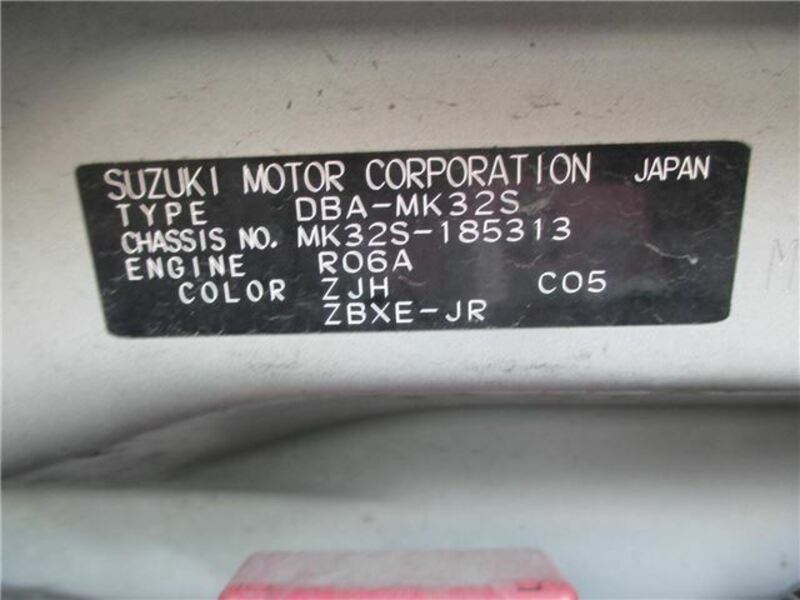 SUZUKI MOTOR CORPORATION JAPAN
TYPE DBA-MK32S
CHASSIS NO. MK32S-185313
ENGINE R06A
COLOR ZJH C05
ZBXE-JR